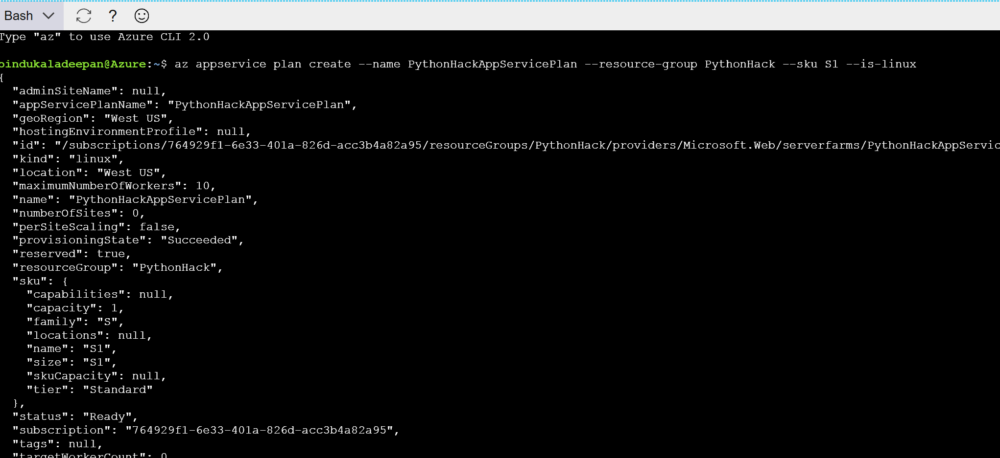 Bash ?
Type "az" to use Azure CLI 2.0
bindukaladeepan@Azure:~$ az appservice plan create --name PythonHackAppServicePlan --resource-group PythonHack --sku S1 --is-linux
{
"adminSiteName": null,
"appServicePlanName": "PythonHackAppServicePlan",
"geoRegion": "West US",
"hostingEnvironmentProfile": null,
"id": "/subscriptions/764929f1-6e33-401a-826d-acc3b4a82a95/resourceGroups/PythonHack/providers/Microsoft.Web/serverfarms/PythonHackAppServic
"kind": "linux",
"location": "West US",
"maximumNumberOfWorkers": 10,
"name": "PythonHackAppServicePlan",
"numberOfSites": 0,
"perSiteScaling": false,
"provisioningState": "Succeeded",
"reserved": true,
"resourceGroup": "PythonHack",
"sku": {
"capabilities": null,
"capacity": 1,
"family": "S",
"locations": null,
"name": "S1",
"size": "S1",
"skuCapacity": null,
"tier": "Standard"
},
"status": "Ready",
"subscription": "764929f1-6e33-401a-826d-acc3b4a82a95",
"tags": null,
"targetWorkerCount": 0